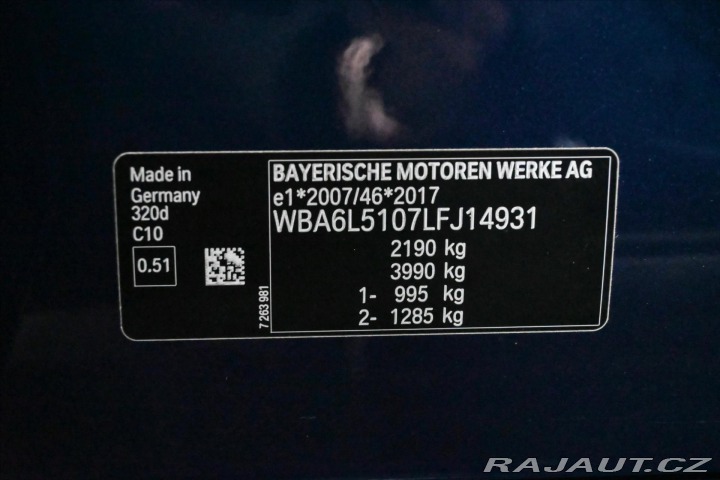 Made in
Germany
320d
C10
0.51
7 263 981
BAYERISCHE MOTOREN WERKE AG
e1*2007/46*2017
WBA6L5107LFJ14931
2190 kg
3990 kg
1- 995 kg
2- 1285 kg
RAJAUT.CZ